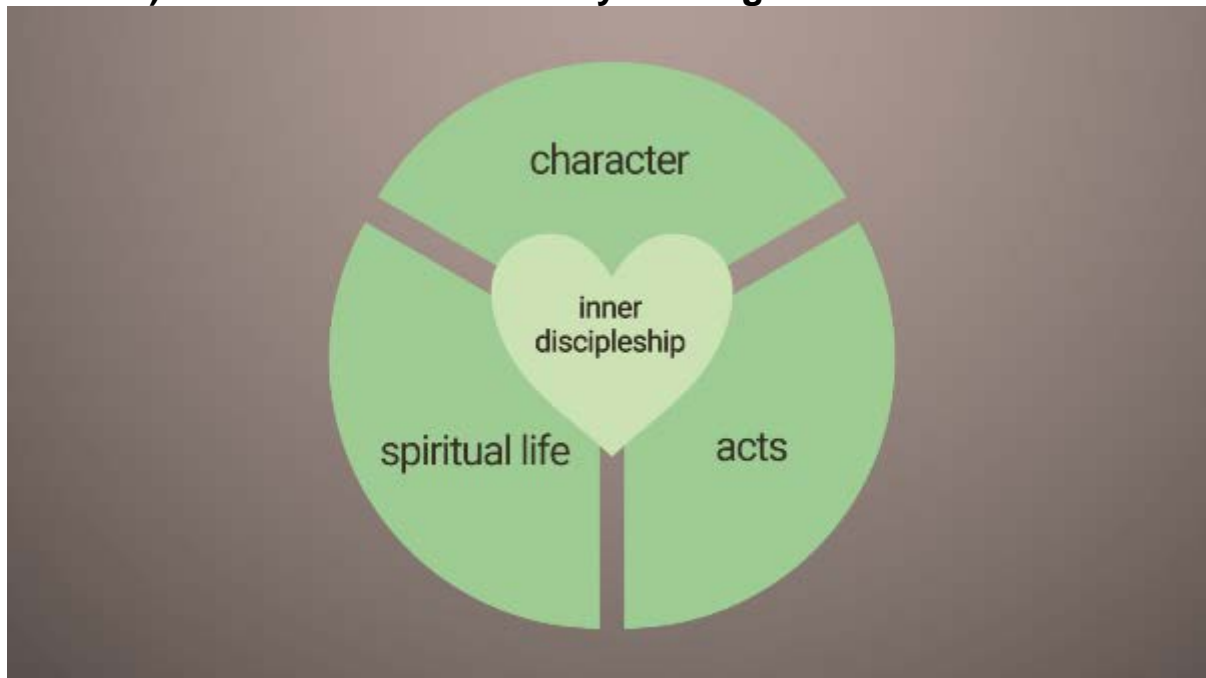 character
inner
discipleship
spiritual life
acts